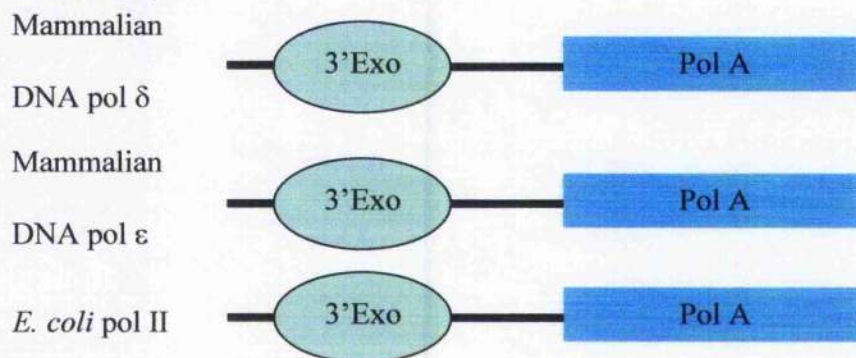 Mammalian
3'Exo Pol A
DNA pol δ
Mammalian
3'Exo Pol A
DNA pol ε
E. coli pol II 3'Exo Pol A